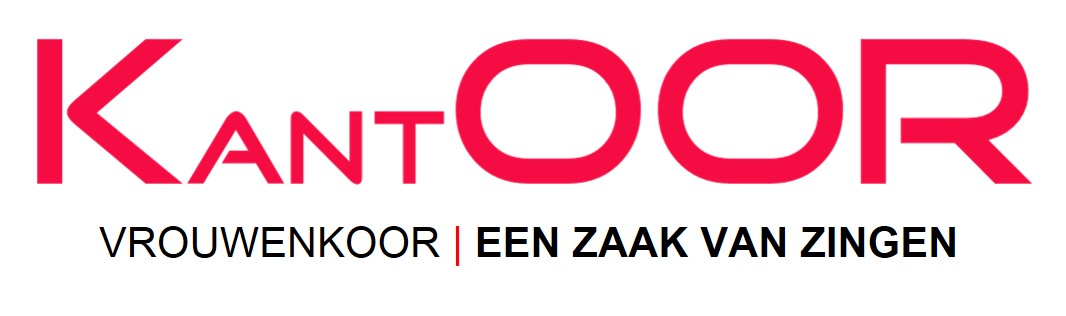 KANTOOR
VROUWENKOOR | EEN ZAAK VAN ZINGEN